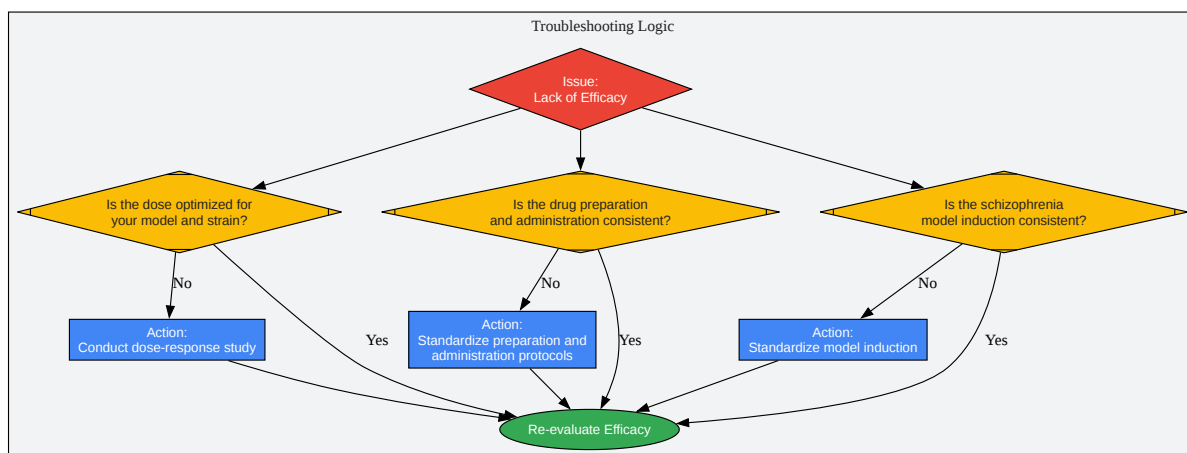 Troubleshooting Logic
Issue:
Lack of Efficacy
Is the dose optimized for
your model and strain?
Is the drug preparation
and administration consistent?
Is the schizophrenia
model induction consistent?
No
No
No
Action:
Conduct dose-response study
Yes
Action:
Standardize preparation and
administration protocols
Yes
Action:
Standardize model induction
Yes
Re-evaluate Efficacy